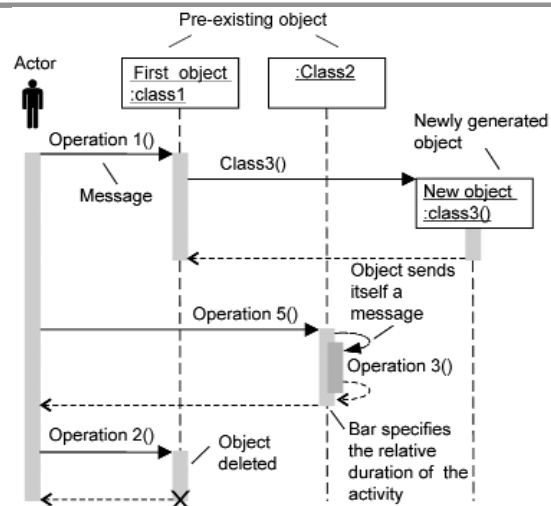 Pre-existing object
Actor
First object
:class1
:Class2
Newly generated
object
Operation 1()
Class3()
Message
New object
:class3()
Object sends
itself a
message
Operation 5()
Operation 3()
Operation 2()
Object
deleted
Bar specifies
the relative
duration of the
activity